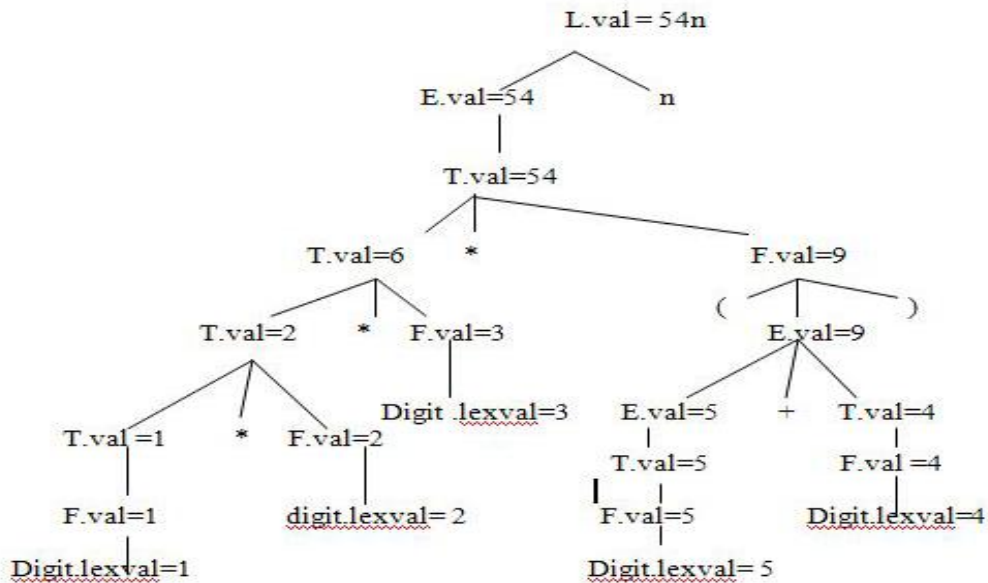 L.val = 54n
E.val=54 n
T.val=54
T.val=6 * F.val=9
( )
T.val=2 * F.val=3 E.val=9
Digit .lexval=3 E.val=5 + T.val=4
T.val =1 * F.val=2
T.val=5 F.val =4
F.val=1 digit.lexval= 2 F.val=5 Digit.lexval=4
Digit.lexval=1 Digit.lexval= 5